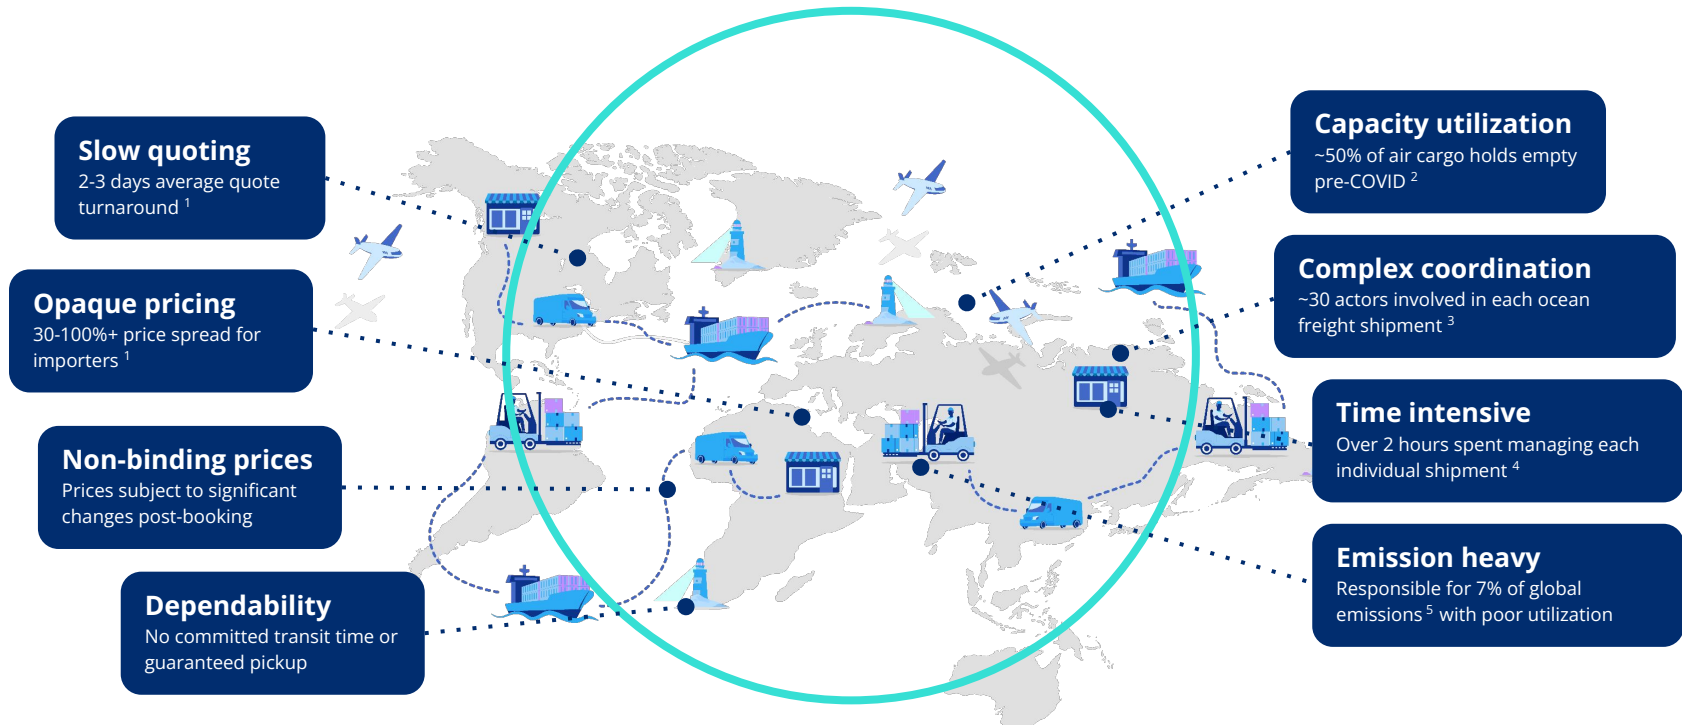 Slow quoting
2-3 days average quote
turnaround 1
Opaque pricing
30-100%+ price spread for
importers 1
Non-binding prices
Prices subject to significant
changes post-booking
Dependability
No committed transit time or
guaranteed pickup
Capacity utilization
~50% of air cargo holds empty
pre-COVID 2
Complex coordination
~30 actors involved in each ocean
freight shipment 3
Time intensive
Over 2 hours spent managing each
individual shipment 4
Emission heavy
Responsible for 7% of global
emissions 5 with poor utilization